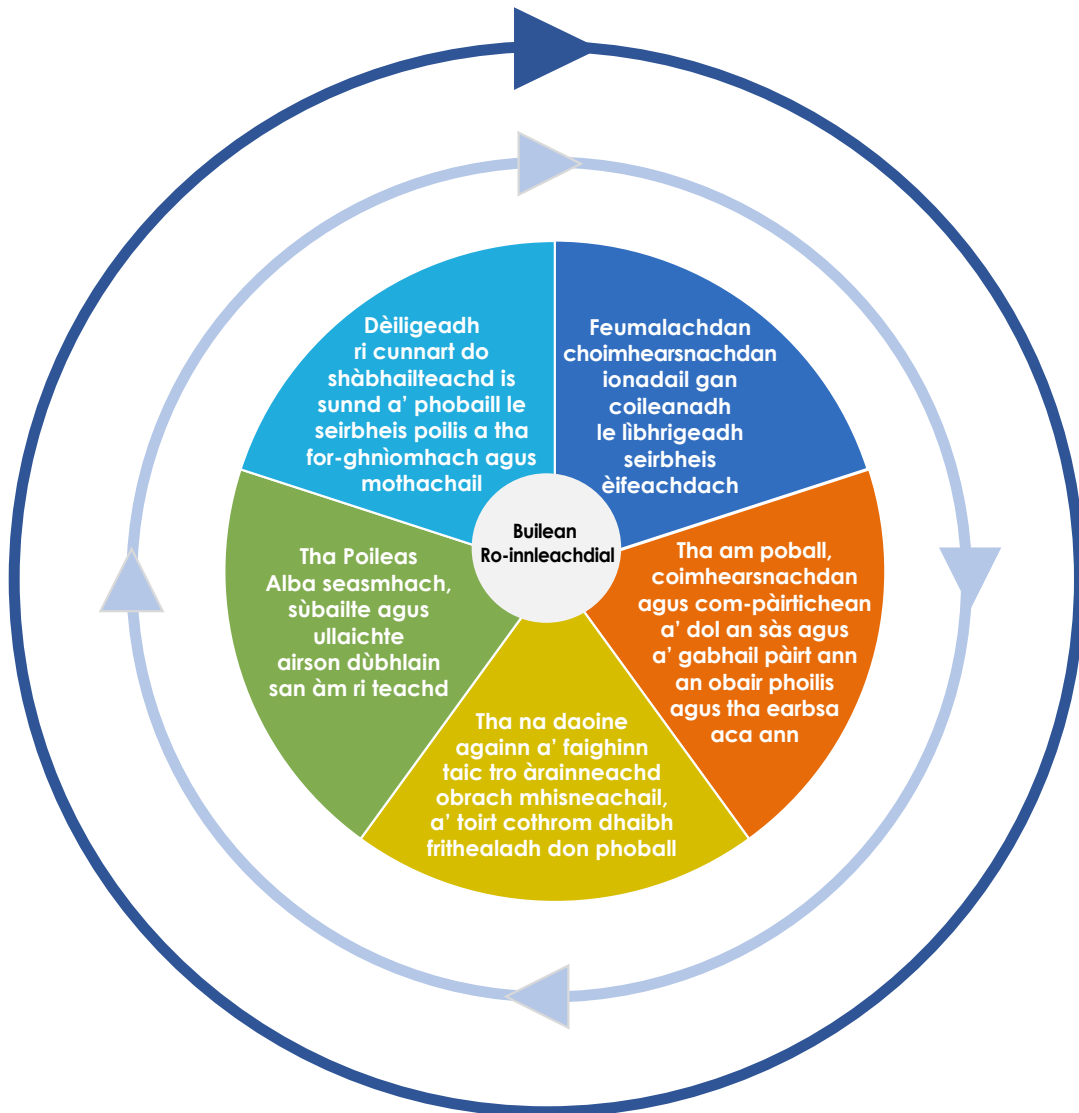 Dèiligeadh
ri cunnart do
shàbhailteachd is
sunnd a' phobaill le
seirbheis poilis a tha
for-ghnìomhach agus
mothachail
Feumalachdan
choimhearsnachdan
ionadail gan
coileanadh
le lìbhrigeadh
seirbheis
èifeachdach
Builean
Ro-innleachdial
Tha Poileas
Alba seasmhach,
sùbailte agus
ullaichte
airson dùbhlain
san àm ri teachd
Tha am poball,
coimhearsnachdan
agus com-pàirtichean
a' dol an sàs agus
a' gabhail pàirt ann
an obair phoilis
agus tha earbsa
aca ann
Tha na daoine
againn a' faighinn
taic tro àrainneachd
obrach mhisneachail,
a' toirt cothrom dhaibh
frithealadh don phoball